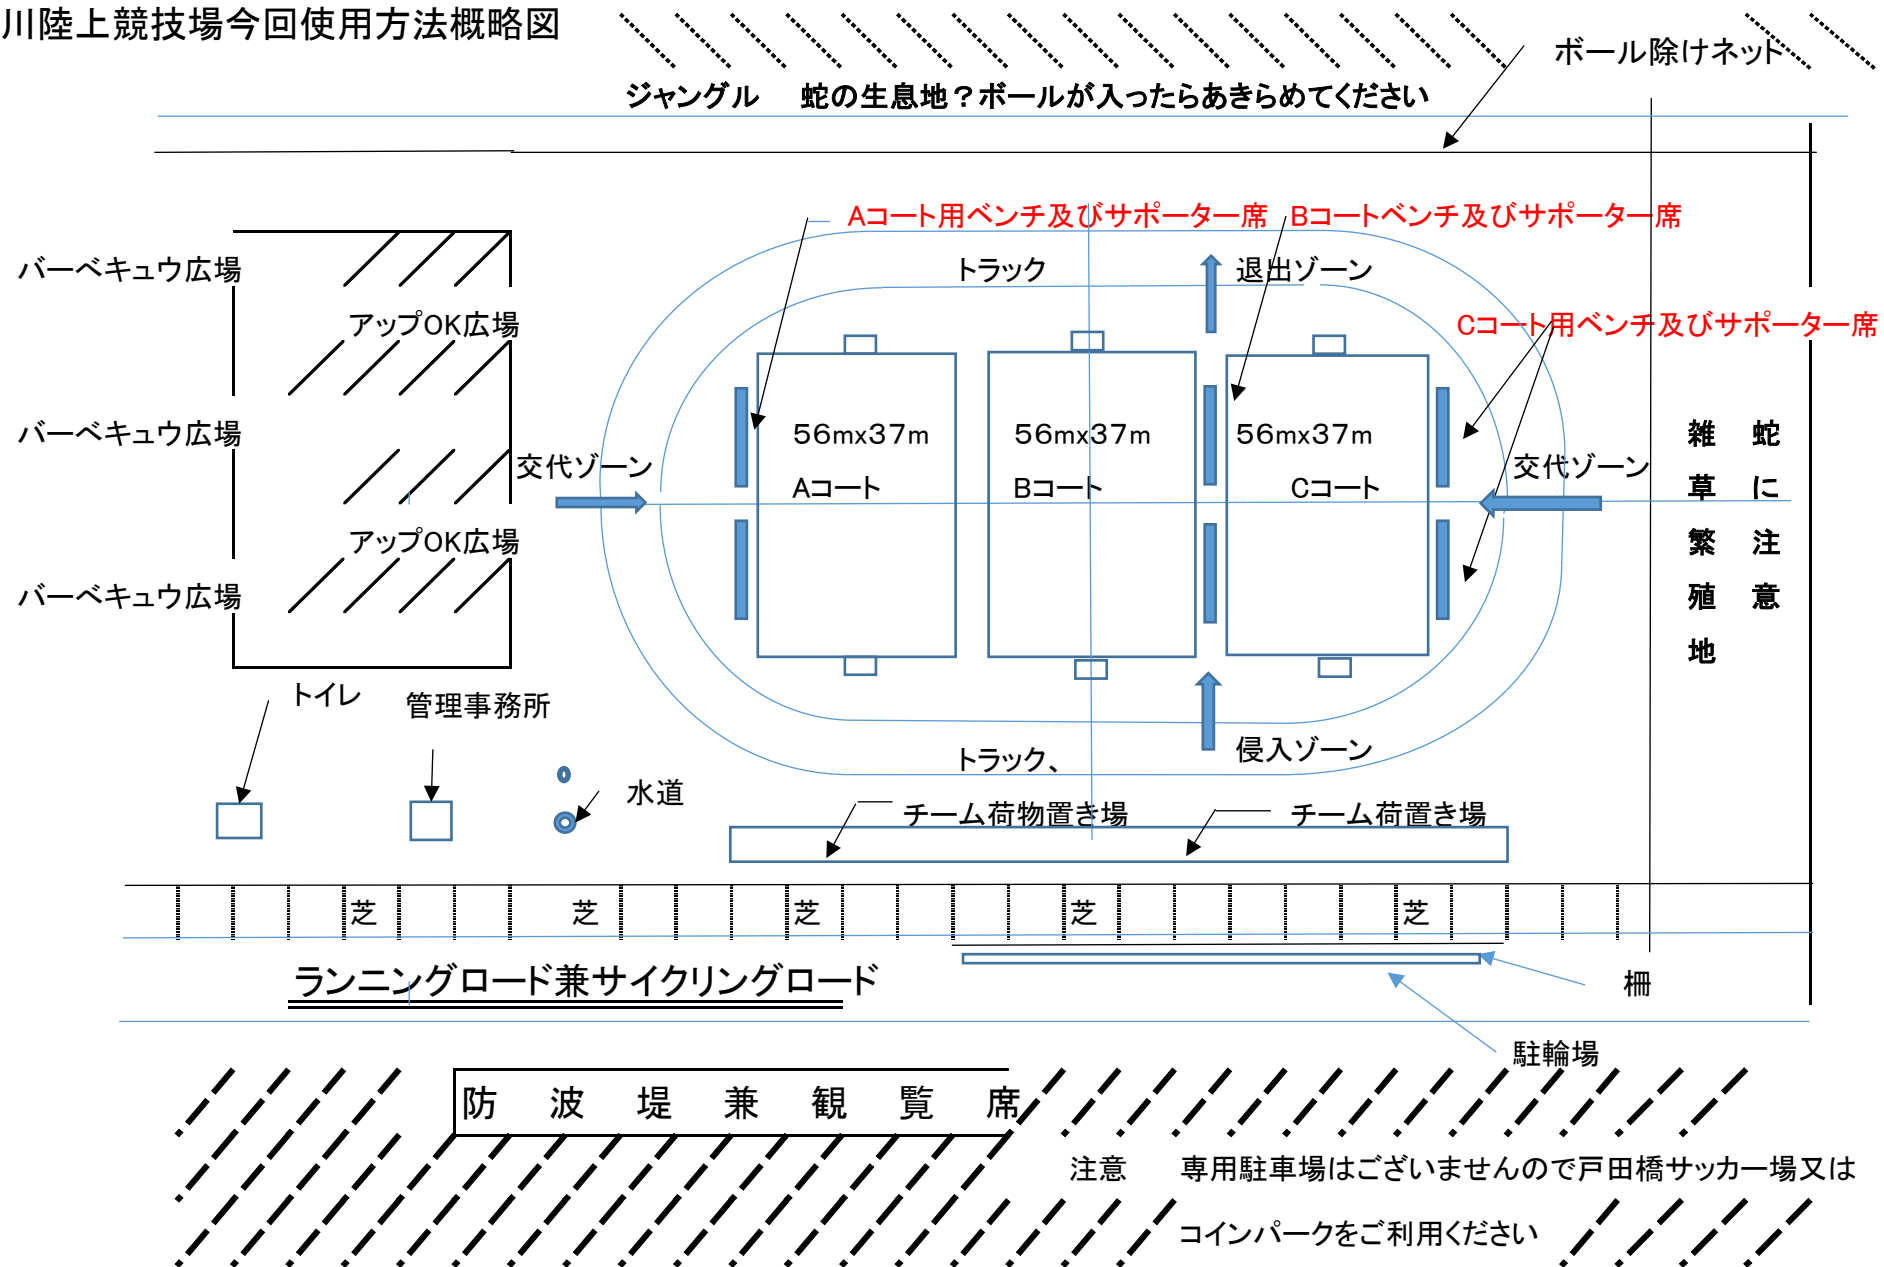 川陸上競技場今回使用方法概略図
ボール除けネット
ジャングル 蛇の生息地？ボールが入ったらあきらめてください
Aコート用ベンチ及びサポーター席 Bコートベンチ及びサポーター席
バーベキュウ広場
トラック
退出ゾーン
アップOK広場
Cコート用ベンチ及びサポーター席
バーベキュウ広場
56mx37m
56mx37m
56mx37m
交代ゾーン
Aコート
Bコート
Cコート
交代ゾーン
蛇に注意
雑草繁殖地
アップOK広場
バーベキュウ広場
トイレ
管理事務所
侵入ゾーン
トラック、
水道
チーム荷物置き場
チーム荷置き場
芝 芝 芝 芝 芝
ランニングロード兼サイクリングロード
柵
駐輪場
防波堤兼観覧席
注意 専用駐車場はございませんので戸田橋サッカー場又は
コインパークをご利用ください